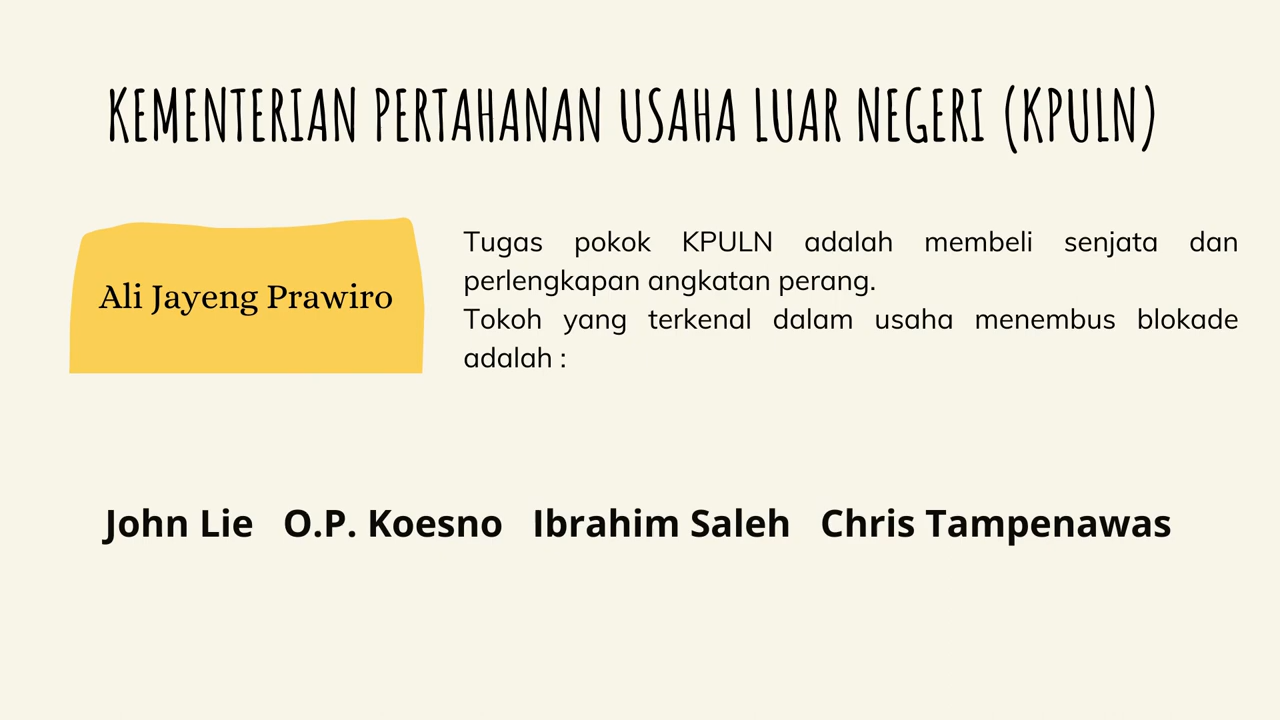 KEMENTERIAN PERTAHANAN USAHA LUAR NEGERI (KPULN)
Ali Jayeng Prawiro
Tugas pokok KPULN adalah membeli senjata dan
perlengkapan angkatan perang.
Tokoh yang terkenal dalam usaha menembus blokade
adalah :
John Lie O.P. Koesno Ibrahim Saleh Chris Tampenawas